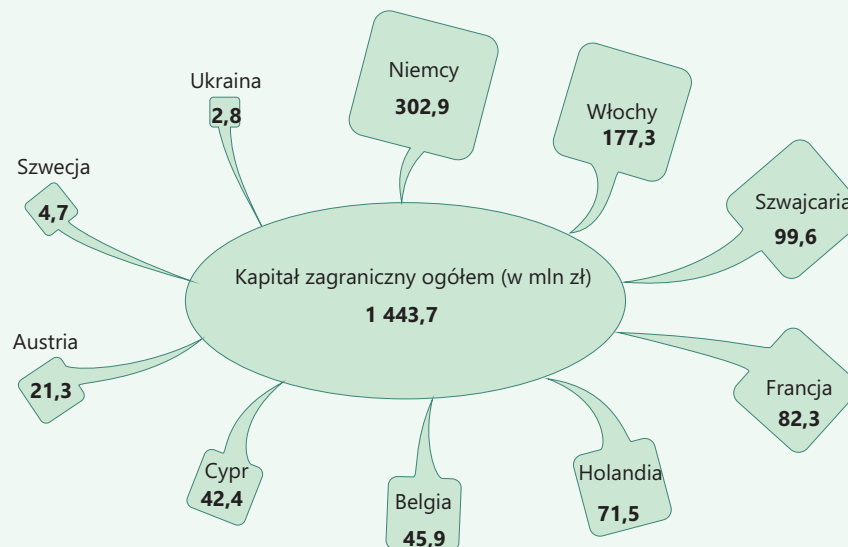 Niemcy
302,9
Ukraina
2,8
Włochy
177,3
Szwecja
4,7
Szwajcaria
99,6
Kapitał zagraniczny ogółem (w mln zł)
1 443,7
Austria
21,3
Francja
82,3
Cypr
42,4
Holandia
71,5
Belgia
45,9